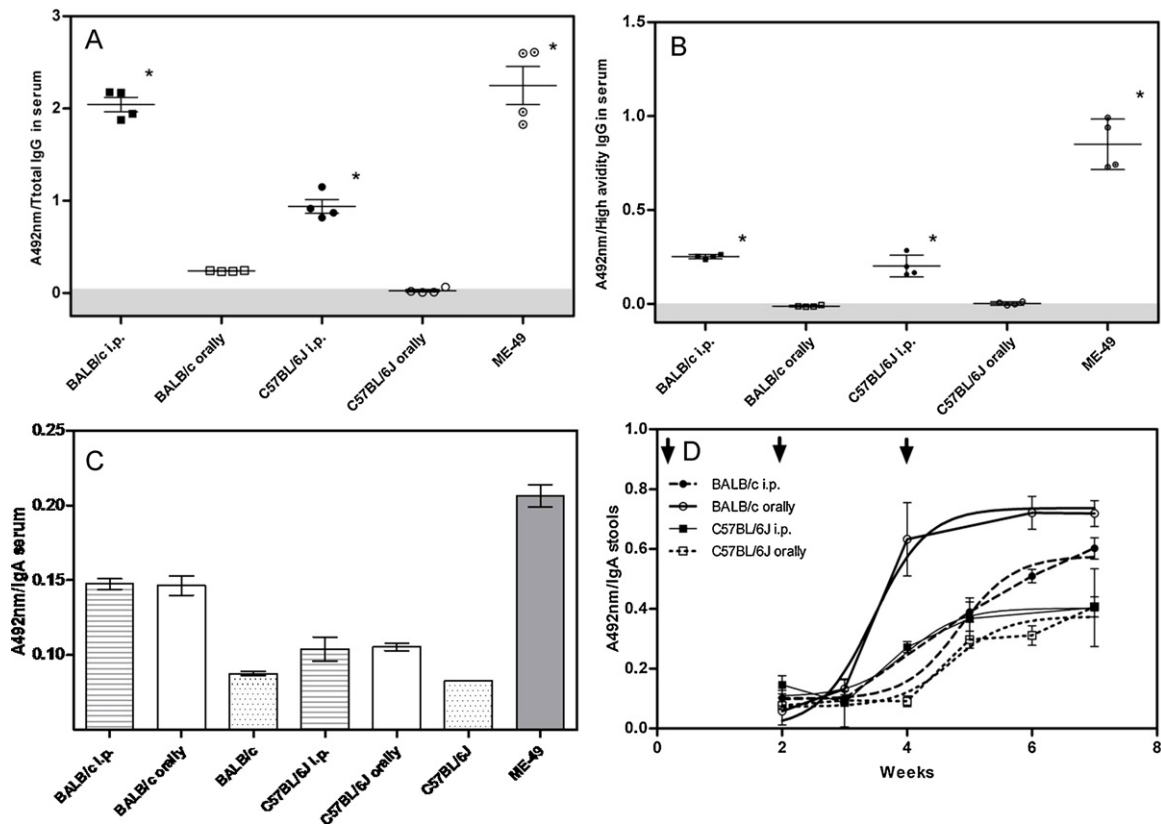 A
A492nm/Ttotal IgG in serum
3
2
1
0
*
*
*
BALB/c i.p.
BALB/c orally
C57BL/6J i.p.
C57BL/6J orally
ME-49
B
A492nm/High avidity IgG in serum
1.5
1.0
0.5
0.0
*
*
*
BALB/c i.p.
BALB/c orally
C57BL/6J i.p.
C57BL/6J orally
ME-49
C
A492nm/IgA serum
0.25
0.20
0.15
0.10
BALB/c i.p.
BALB/c orally
BALB/c
C57BL/6J i.p.
C57BL/6J orally
C57BL/6J
ME-49
D
A492nm/IgA stools
1.0
0.8
0.6
0.4
0.2
0.0
BALB/c i.p.
BALB/c orally
C57BL/6J i.p.
C57BL/6J orally
0 2 4 6 8
Weeks